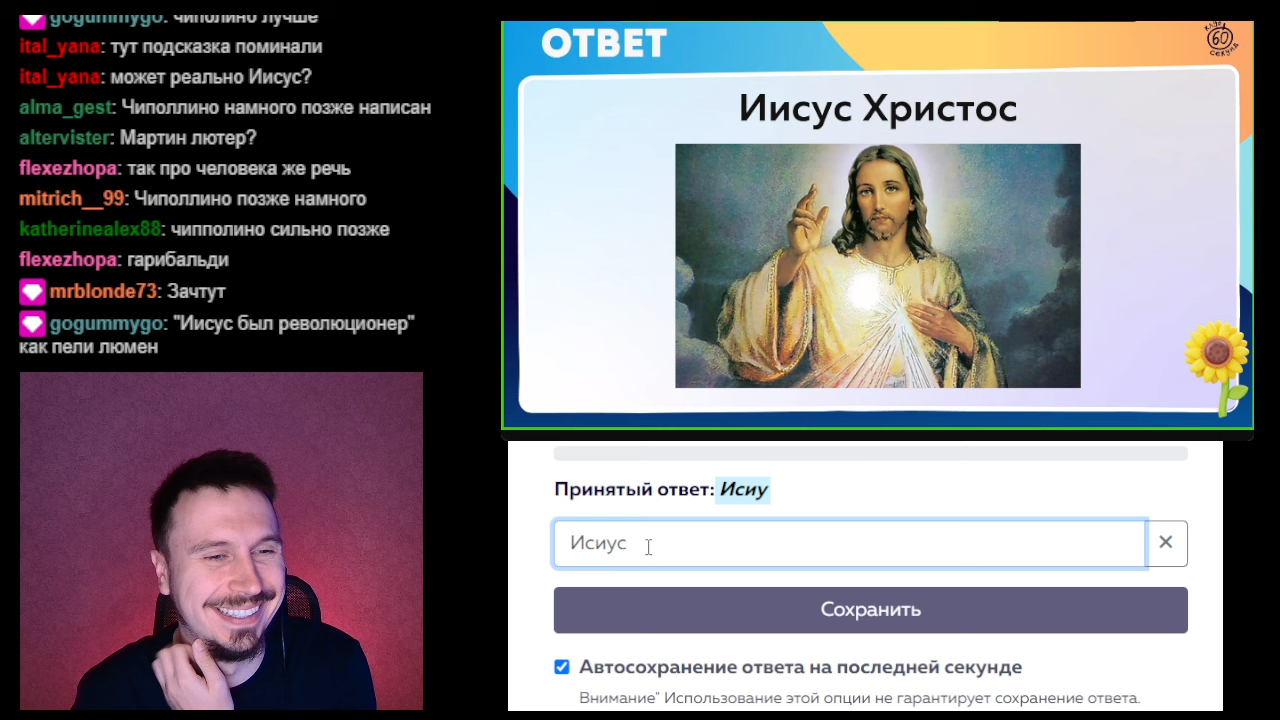 gogummygo: чиполино лучше
ital_yana: тут подсказка поминали
ital_yana: может реально Иисус?
alma_gest: Чиполлино намного позже написан
altervister: Мартин лютер?
flexezhopa: так про человека же речь
mitrich__99: Чиполлино позже намного
katherinealex88: чипполино сильно позже
flexezhopa: гарибальди
mrblonde73: Зачтут
gogummygo: "Иисус был революционер"
как пели люмен
ОТВЕТ
КЛУБ
60
СЕКУНД
Иисус Христос
Принятый ответ: Исиу
Исиус
Сохранить
Автосохранение ответа на последней секунде
Внимание" Использование этой опции не гарантирует сохранение ответа.